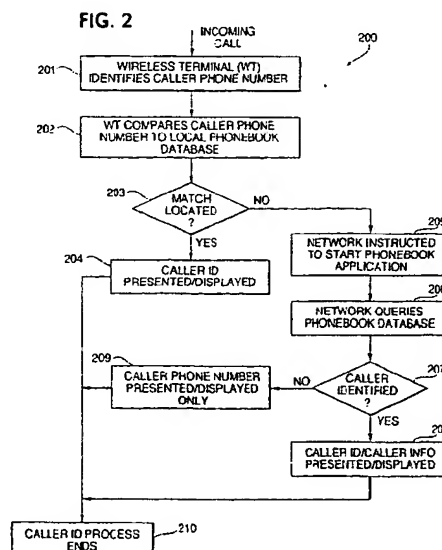 FIG. 2
INCOMING
CALL
200
201
WIRELESS TERMINAL (WT)
IDENTIFIES CALLER PHONE NUMBER
202
WT COMPARES CALLER PHONE
NUMBER TO LOCAL PHONEBOOK
DATABASE
203
MATCH
LOCATED
?
NO
YES
204
CALLER ID
PRESENTED/DISPLAYED
NETWORK INSTRUCTED
TO START PHONEBOOK
APPLICATION
NETWORK QUERIES
PHONEBOOK DATABASE
209
CALLER PHONE NUMBER
PRESENTED/DISPLAYED
ONLY
NO
207
CALLER
IDENTIFIED
?
YES
CALLER ID/CALLER INFO
PRESENTED/DISPLAYED
CALLER ID PROCESS
ENDS
210